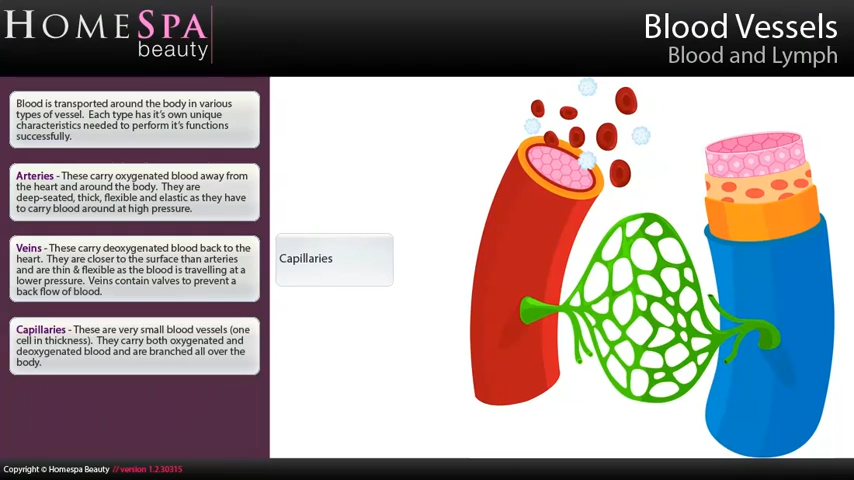 HOMESPA
beauty
Blood Vessels
Blood and Lymph
Blood is transported around the body in various
types of vessel. Each type has it's own unique
characteristics needed to perform it's functions
successfully.
Arteries - These carry oxygenated blood away from
the heart and around the body. They are
deep-seated, thick, flexible and elastic as they have
to carry blood around at high pressure.
Veins - These carry deoxygenated blood back to the
heart. They are closer to the surface than arteries
and are thin & flexible as the blood is travelling at a
lower pressure. Veins contain valves to prevent a
back flow of blood.
Capillaries - These are very small blood vessels (one
cell in thickness). They carry both oxygenated and
deoxygenated blood and are branched all over the
body.
Capillaries
Copyright © Homespa Beauty // version 1.2.30315